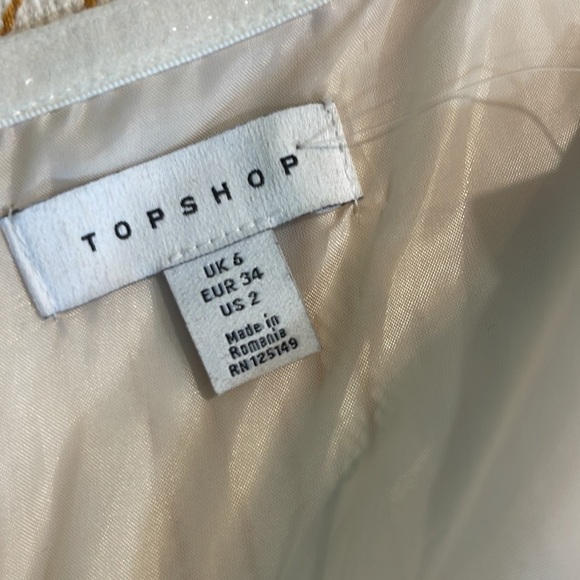 TOPSHOP
UK 6
EUR 34
US 2
Made in
Romania
RN125149